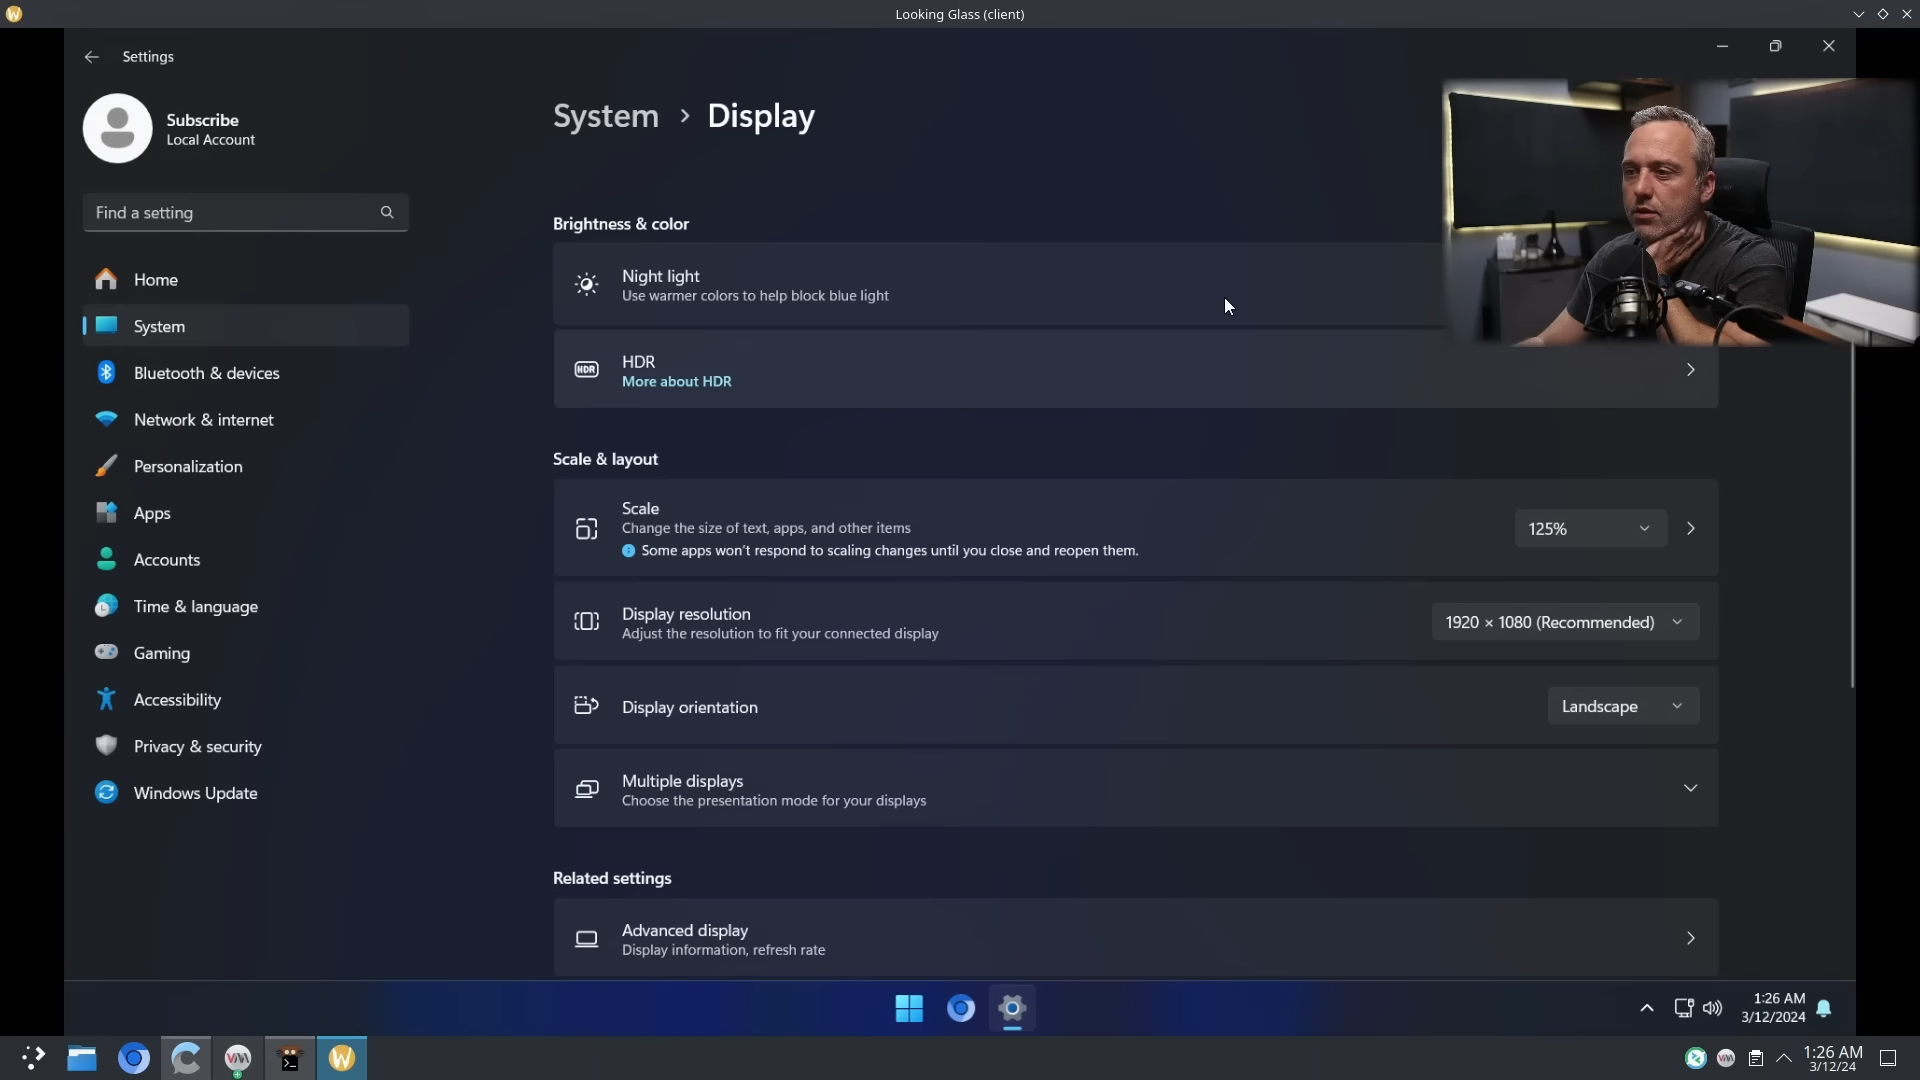 Looking Glass (client)
Settings
Subscribe
Local Account
Find a setting
Home
System
Bluetooth & devices
Network & internet
Personalization
Apps
Accounts
Time & language
Gaming
Accessibility
Privacy & security
Windows Update
System > Display
Brightness & color
Night light
Use warmer colors to help block blue light
HDR
HDR
More about HDR
Scale & layout
Scale
Change the size of text, apps, and other items
Some apps won't respond to scaling changes until you close and reopen them.
125%
Display resolution
Adjust the resolution to fit your connected display
1920 × 1080 (Recommended)
Display orientation
Landscape
Multiple displays
Choose the presentation mode for your displays
Related settings
Advanced display
Display information, refresh rate
1:26 AM
3/12/2024
1:26 AM
3/12/24